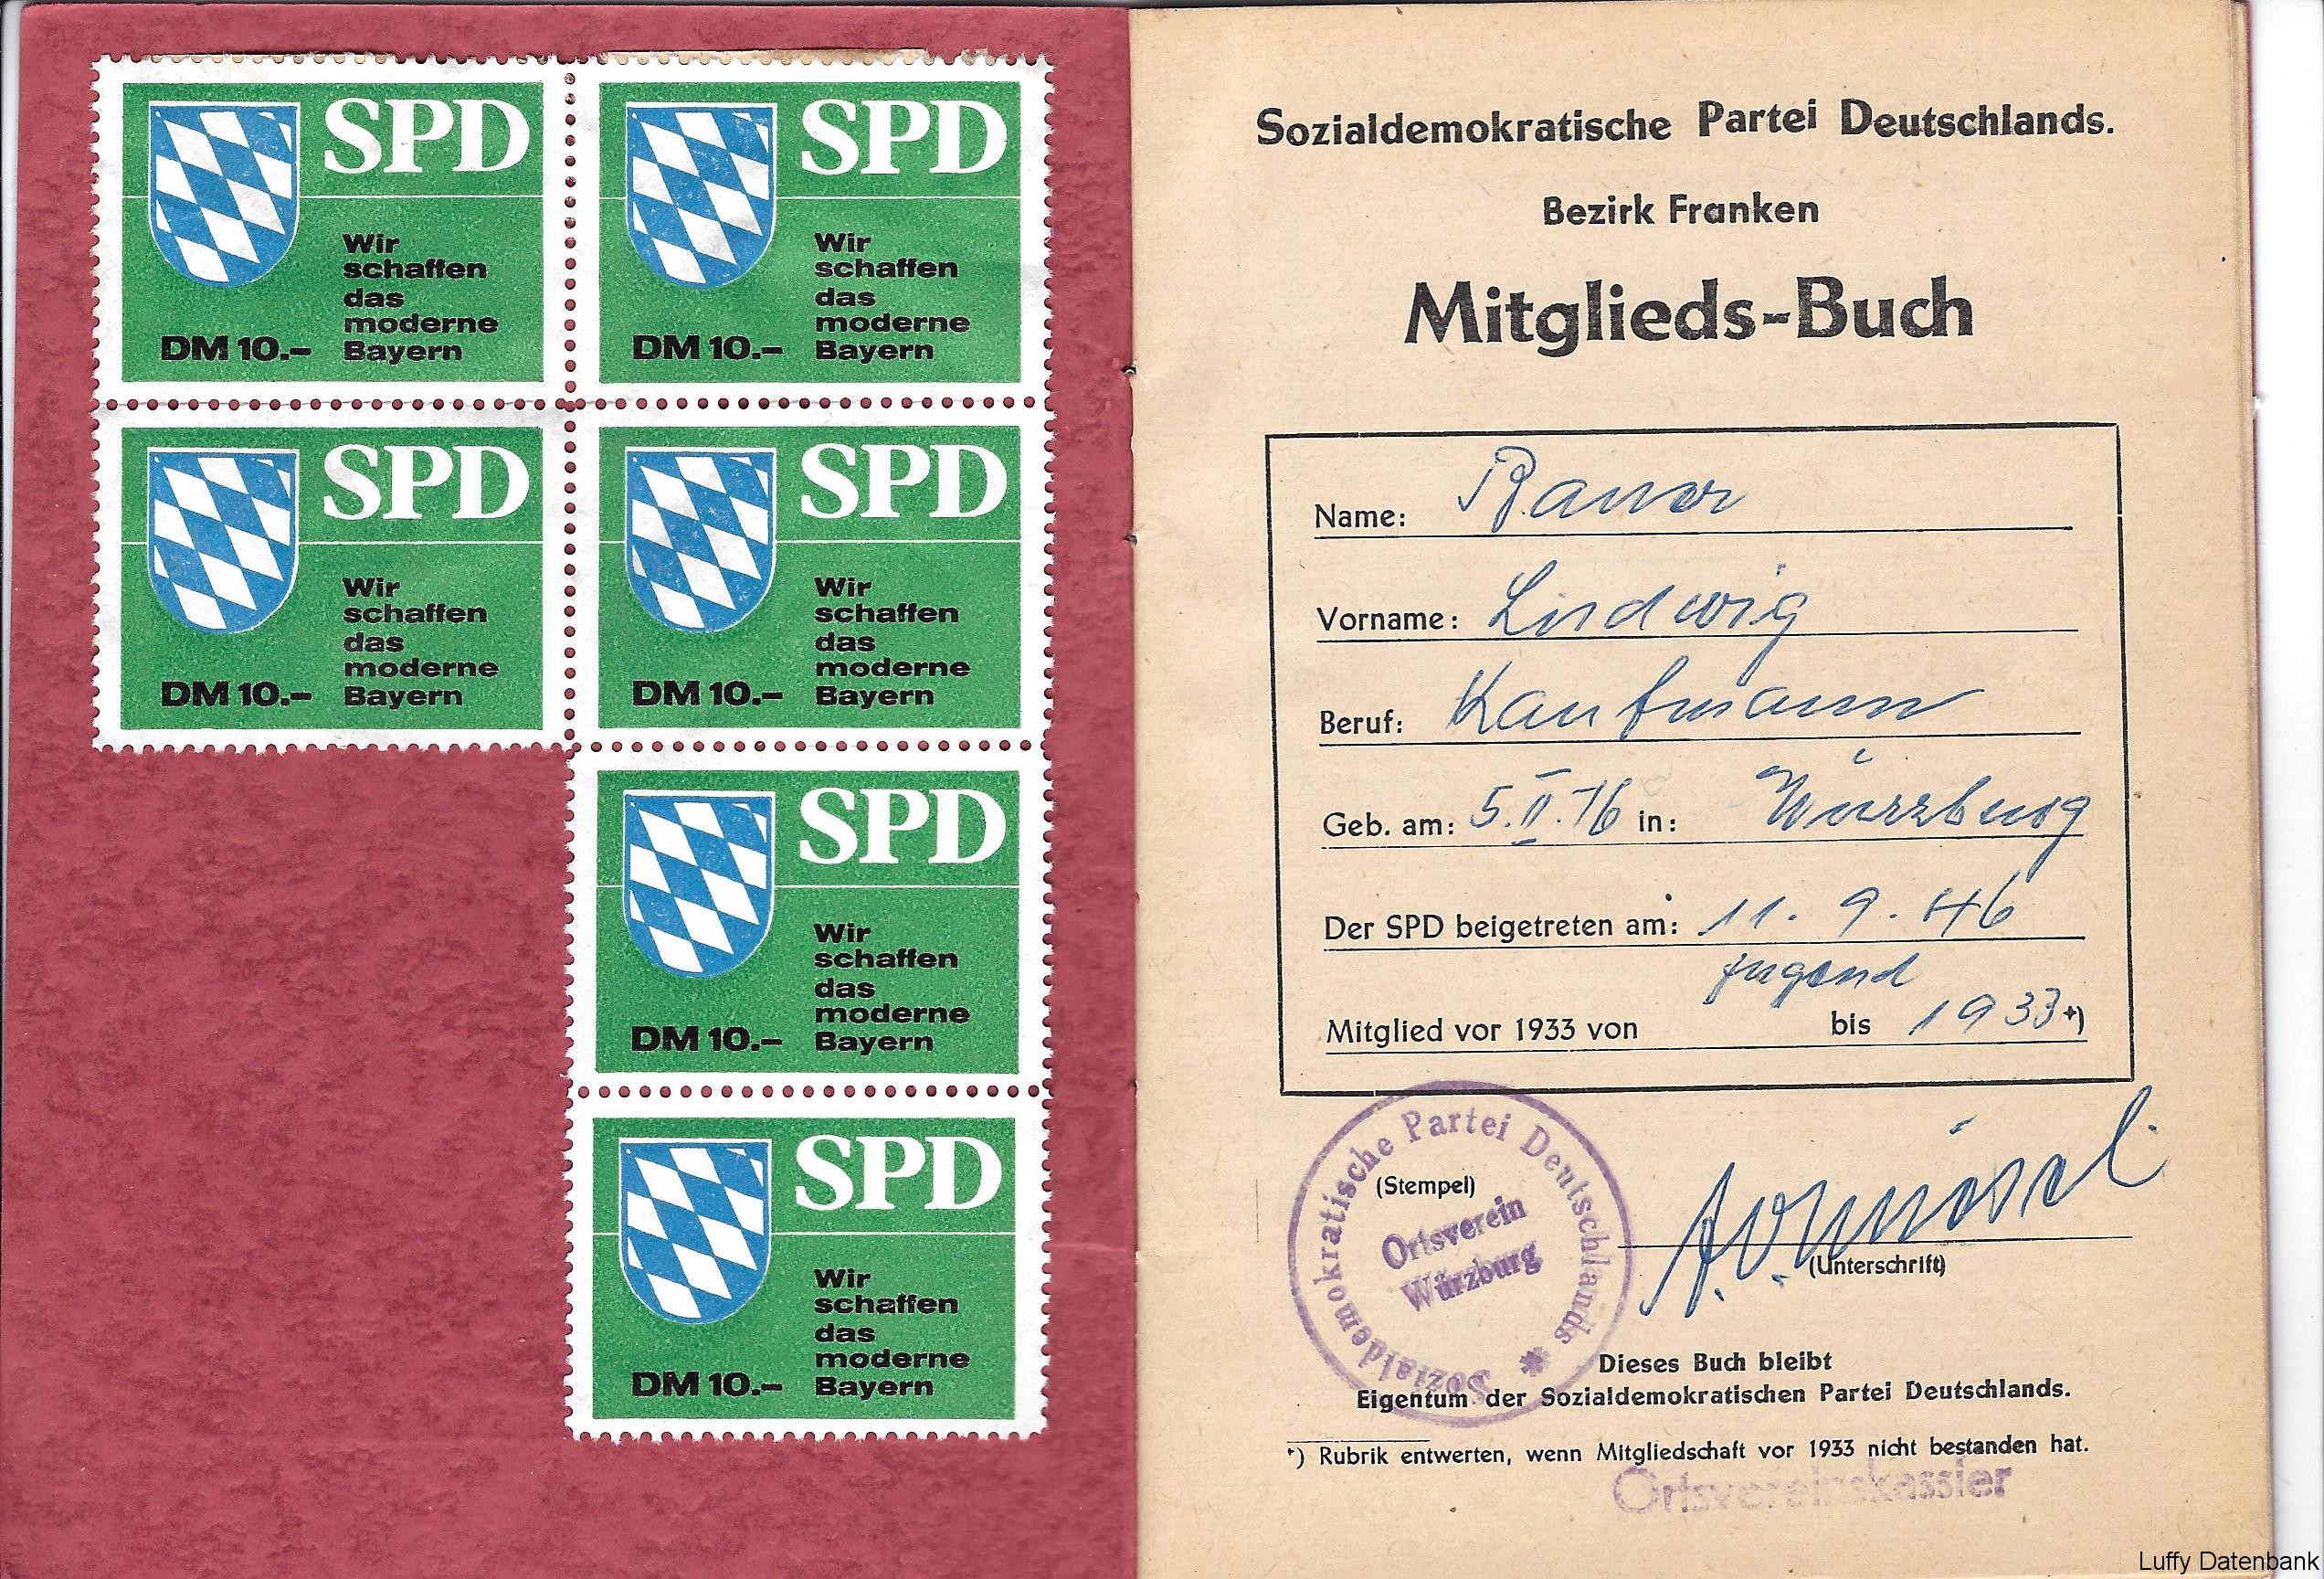 SPD
Wir
schaffen
das
moderne
DM 10.– Bayern
SPD
Wir
schaffen
das
moderne
DM 10.– Bayern
SPD
Wir
schaffen
das
moderne
DM 10.– Bayern
SPD
Wir
schaffen
das
moderne
DM 10.– Bayern
SPD
Wir
schaffen
das
moderne
DM 10.– Bayern
SPD
Wir
schaffen
das
moderne
DM 10.– Bayern
Sozialdemokratische Partei Deutschlands.
Bezirk Franken
Mitglieds-Buch
Name: Bauer
Vorname: Ludwig
Beruf: Kaufmann
Geb. am: 5.II.16 in: Würzburg
Der SPD beigetreten am: 11. 9. 46
Jugend
Mitglied vor 1933 von bis 1933 +)
Sozialdemokratische Partei Deutschlands
(Stempel)
Ortsverein
Würzburg
(Unterschrift)
Dieses Buch bleibt
Eigentum der Sozialdemokratischen Partei Deutschlands.
+) Rubrik entwerten, wenn Mitgliedschaft vor 1933 nicht bestanden hat.
Ortsvereinskassier
Luffy Datenbank